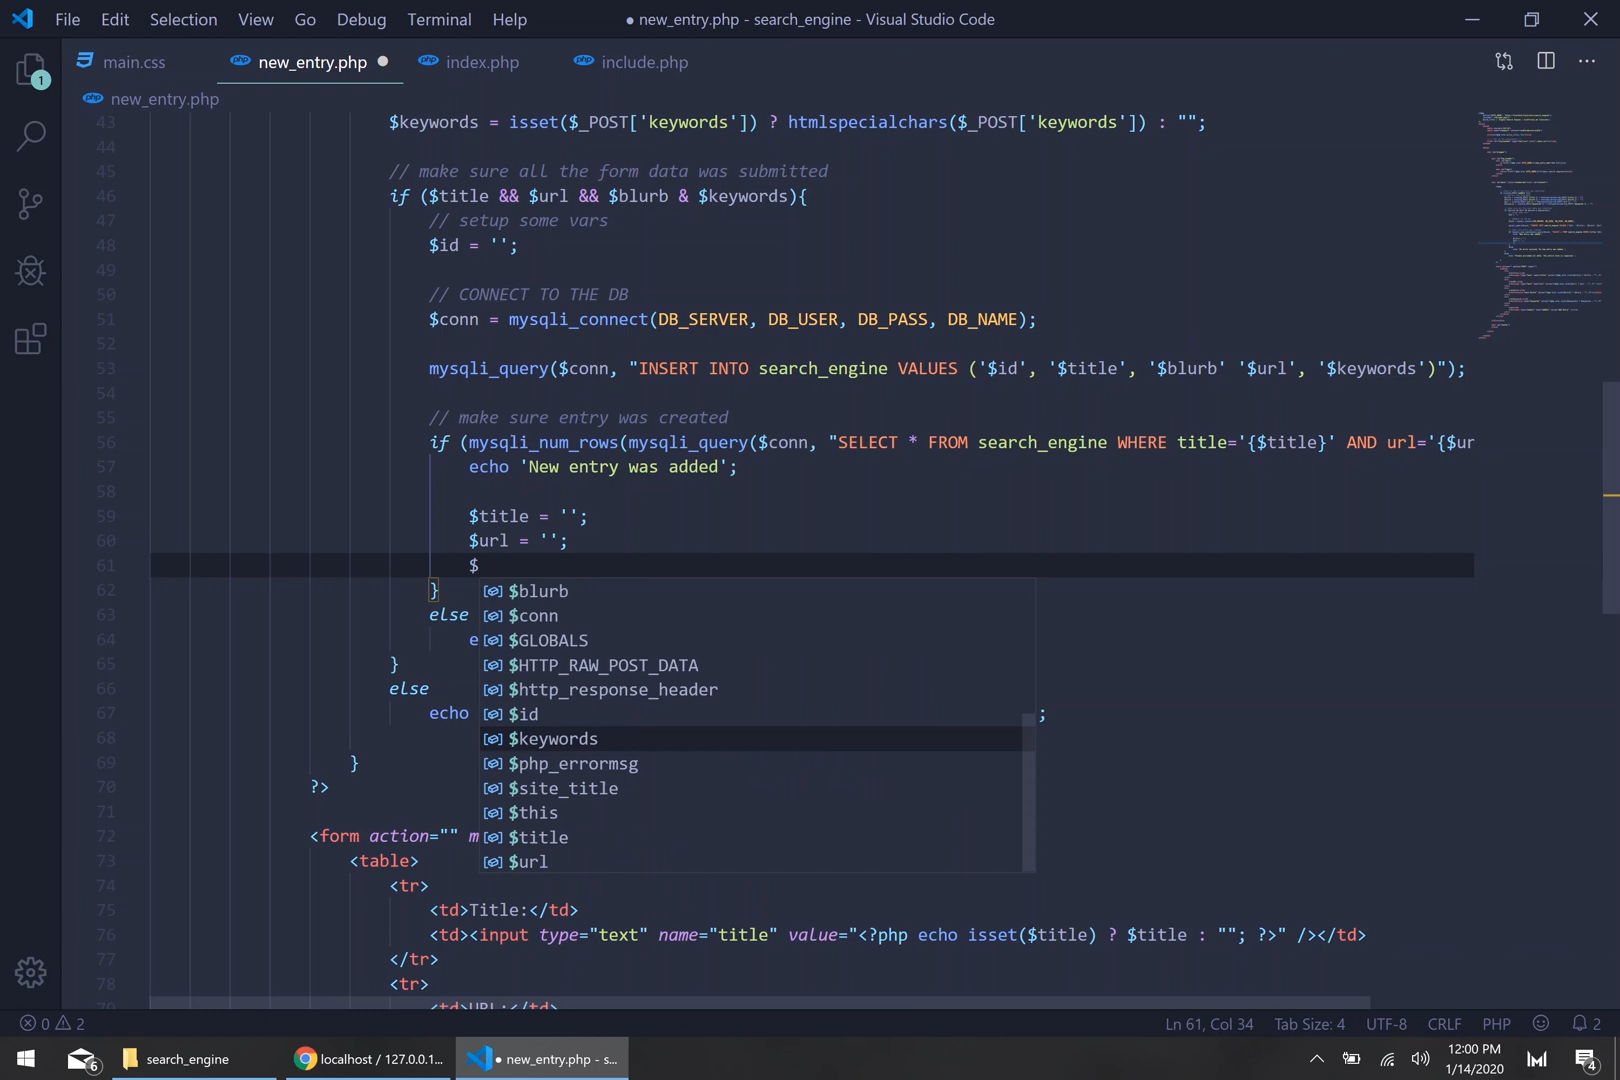 File Edit Selection View Go Debug Terminal Help
● new_entry.php - search_engine - Visual Studio Code
main.css new_entry.php ● index.php include.php
1
new_entry.php
43 $keywords = isset($_POST['keywords']) ? htmlspecialchars($_POST['keywords']) : "";
44
45 // make sure all the form data was submitted
46 if ($title && $url && $blurb & $keywords){
47 // setup some vars
48 $id = '';
49
50 // CONNECT TO THE DB
51 $conn = mysqli_connect(DB_SERVER, DB_USER, DB_PASS, DB_NAME);
52
53 mysqli_query($conn, "INSERT INTO search_engine VALUES ('$id', '$title', '$blurb' '$url', '$keywords')");
54
55 // make sure entry was created
56 if (mysqli_num_rows(mysqli_query($conn, "SELECT * FROM search_engine WHERE title='{$title}' AND url='{$ur
57 echo 'New entry was added';
58
59 $title = '';
60 $url = '';
61 $
62 } $blurb
63 else $conn
64 e $GLOBALS
65 } $HTTP_RAW_POST_DATA
66 else $http_response_header
67 echo $id ;
68 $keywords
69 } $php_errormsg
70 ?> $site_title
71 $this
72 <form action="" m $title
73 <table> $url
74 <tr>
75 <td>Title:</td>
76 <td><input type="text" name="title" value="<?php echo isset($title) ? $title : ""; ?>" /></td>
77 </tr>
78 <tr>
79 <td>URL:</td>
0 2 Ln 61, Col 34 Tab Size: 4 UTF-8 CRLF PHP 2
6 search_engine localhost / 127.0.0.1... ● new_entry.php - s... 12:00 PM 4
1/14/2020